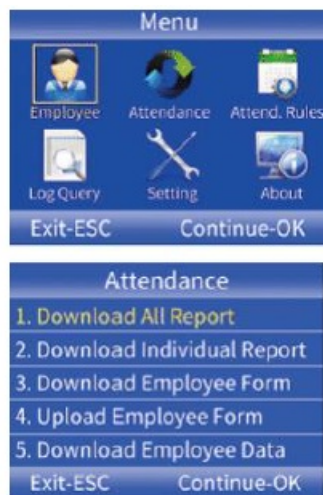 Menu
Employee Attendance Attend. Rules
Log Query Setting About
Exit-ESC Continue-OK
Attendance
1. Download All Report
2. Download Individual Report
3. Download Employee Form
4. Upload Employee Form
5. Download Employee Data
Exit-ESC Continue-OK